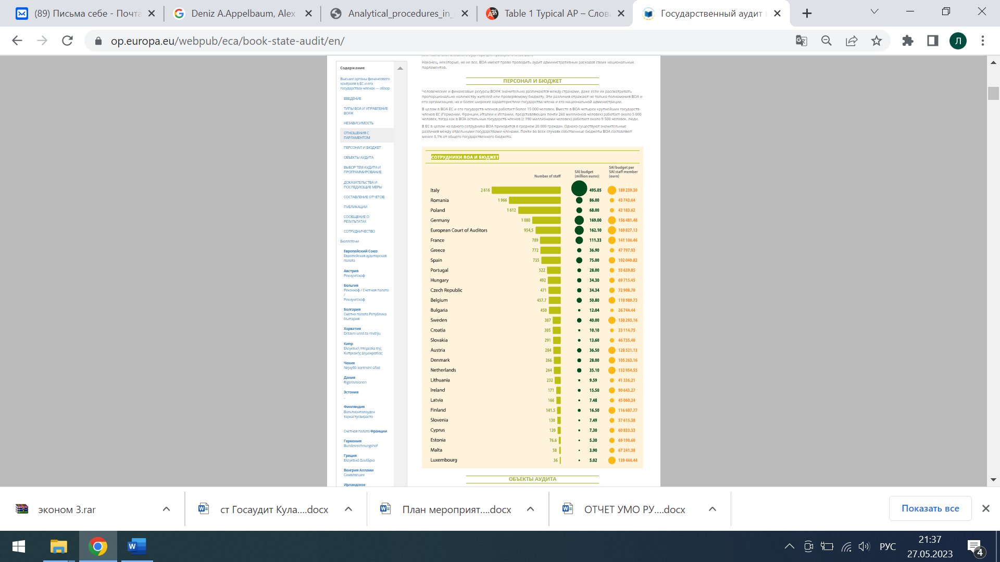 (89) Письма себе - Почта
Deniz A.Appelbaum, Alex
Analytical_procedures_in_
Table 1 Typical AP – Слова
Государственный аудит в
op.europa.eu/webpub/eca/book-state-audit/en/
Л
Содержание
Высшие органы финансового
контроля в ЕС и его
государствах-членах — обзор
ВВЕДЕНИЕ
ТИПЫ ВОА И УПРАВЛЕНИЕ
ВОФК
НЕЗАВИСИМОСТЬ
ОТНОШЕНИЯ С
ПАРЛАМЕНТОМ
ПЕРСОНАЛ И БЮДЖЕТ
ОБЪЕКТЫ АУДИТА
ВЫБОР ТЕМ АУДИТА И
ПРОГРАММИРОВАНИЕ
ДОКАЗАТЕЛЬСТВА И
ПОСЛЕДУЮЩИЕ МЕРЫ
СОСТАВЛЕНИЕ ОТЧЕТОВ
ПУБЛИКАЦИИ
СООБЩЕНИЕ О
РЕЗУЛЬТАТАХ
СОТРУДНИЧЕСТВО
Бюллетени
Европейский Союз
Европейская аудиторская
палата
Австрия
Рехнунгсхоф
Бельгия
Рекенхоф / Счетная палата
/
Рехнунгсхоф
Болгария
Сметна палата Република
българия
Хорватия
Drzavni ured za reviziju
Кипр
Ελεγκτική Υπηρεσία της
Κυπριακής Δημοκρατίας
Чехия
Nejvyšší kontrolní úřad
Дания
Rigsrevisionen
Эстония
Финляндия
Вальтионталоуден
таркастусвирасто
Счетная палата Франции
Германия
Bundesrechnungshof
Греция
Ελεγκτικό Συνέδριο
Венгрия Аллами
Самвевёшек
Ирландское
Наконец, некоторые, но не все, ВОА имеют право проводить аудит административных расходов своих национальных
парламентов.
ПЕРСОНАЛ И БЮДЖЕТ
Человеческие и финансовые ресурсы ВОФК значительно различаются между странами, даже если их рассматривать
пропорционально количеству жителей или проверяемому бюджету. Эти различия отражают не только полномочия ВОА и
его организацию, но и более широкие характеристики государства-члена и его национальной администрации.
В целом в ВОА ЕС и его государств-членов работает более 15 000 человек. Вместе в ВОА четырех крупнейших государств-
членов ЕС (Германии, Франции, Италии и Испании, представляющих почти 260 миллионов человек) работает около 5 000
человек, тогда как в ВОА остальных государств-членов (с 190 миллионами человек) работает около 9 500 человек. люди.
В ЕС в целом на одного сотрудника ВОА приходится в среднем 20 000 граждан. Однако существуют значительные
различия между отдельными государствами-членами. Почти во всех случаях собственные бюджеты ВОА составляют
менее 0,1% от общего государственного бюджета.
СОТРУДНИКИ ВОА И БЮДЖЕТ
Number of staff
SAI budget
(million euros)
SAI budget per
SAI staff member
(euro)
Italy 2 616 495.05 189 239.30
Romania 1 966 86.00 43 743.64
Poland 1 612 68.00 42 183.62
Germany 1 080 169.00 156 481.48
European Court of Auditors 954,5 162.10 169 827.13
France 789 111.33 141 106.46
Greece 772 36.90 47 797.93
Spain 735 75.00 102 040.82
Portugal 522 28.00 53 639.85
Hungary 492 34.30 69 715.45
Czech Republic 471 34.34 72 908.70
Belgium 457.7 50.80 110 989.73
Bulgaria 450 12.04 26 744.44
Sweden 307 40.00 130 293.16
Croatia 305 10.10 33 114.75
Slovakia 291 13.60 46 735,40
Austria 284 36.50 128 521.13
Denmark 266 28.00 105 263.16
Netherlands 264 35.10 132 954.55
Lithuania 232 9.59 41 336.21
Ireland 171 15.50 90 643.27
Latvia 166 7.48 45 060.24
Finland 141.5 16.50 116 607.77
Slovenia 130 7.49 57 615.38
Cyprus 120 7.30 60 833.33
Estonia 76.6 5.30 69 190.60
Malta 58 3.90 67 241.38
Luxembourg 36 5.02 139 444.44
ОБЪЕКТЫ АУДИТА
эконом 3.rar
ст Госаудит Кула....docx
План мероприят....docx
ОТЧЕТ УМО РУ....docx
Показать все
РУС
21:37
27.05.2023
4